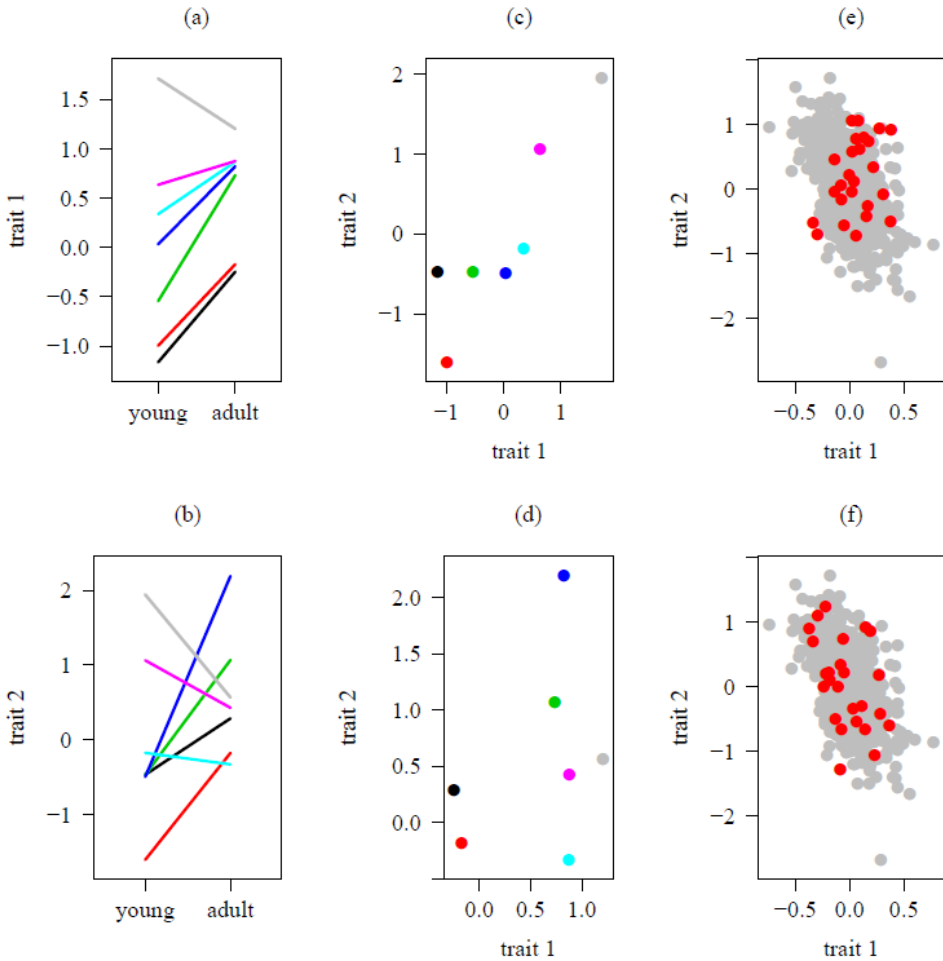 (a)
trait 1
1.5
1.0
0.5
0.0
−0.5
−1.0
young adult
(c)
trait 2
2
1
0
−1
−1 0 1
trait 1
(e)
trait 2
1
0
−1
−2
−0.5 0.0 0.5
trait 1
(b)
trait 2
2
1
0
−1
young adult
(d)
trait 2
2.0
1.5
1.0
0.5
0.0
0.0 0.5 1.0
trait 1
(f)
trait 2
1
0
−1
−2
−0.5 0.0 0.5
trait 1